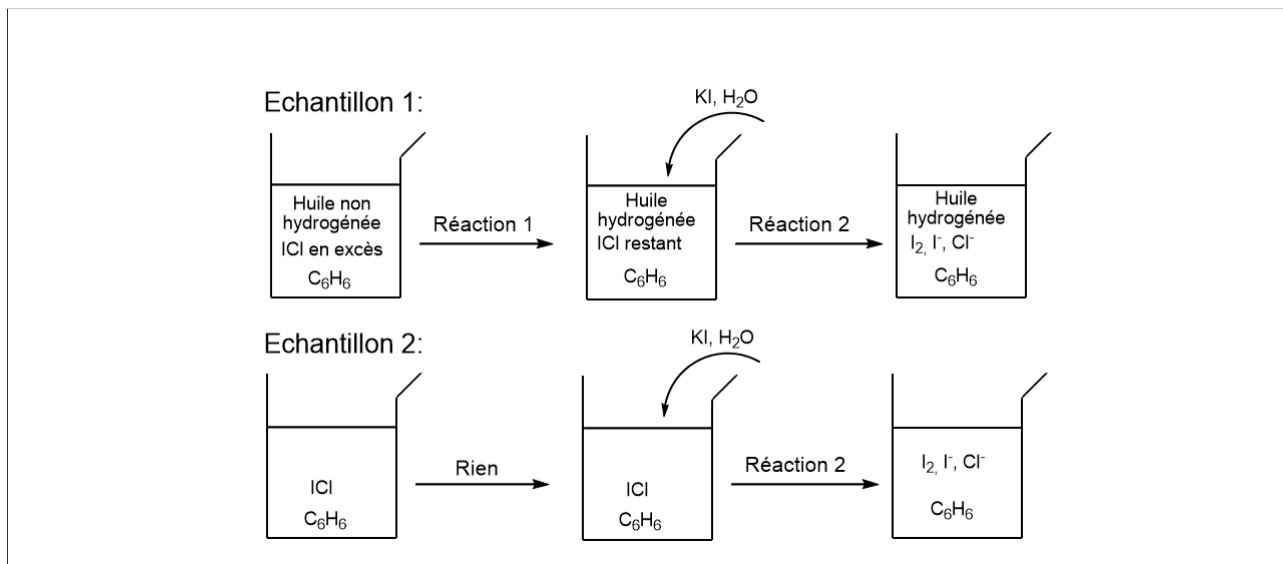 Echantillon 1:
KI, H₂O
Huile non
hydrogénée
ICl en excès
C₆H₆
Réaction 1
Huile
hydrogénée
ICl restant
C₆H₆
Réaction 2
Huile
hydrogénée
I₂, I⁻, Cl⁻
C₆H₆
Echantillon 2:
KI, H₂O
ICl
C₆H₆
Rien
ICl
C₆H₆
Réaction 2
I₂, I⁻, Cl⁻
C₆H₆